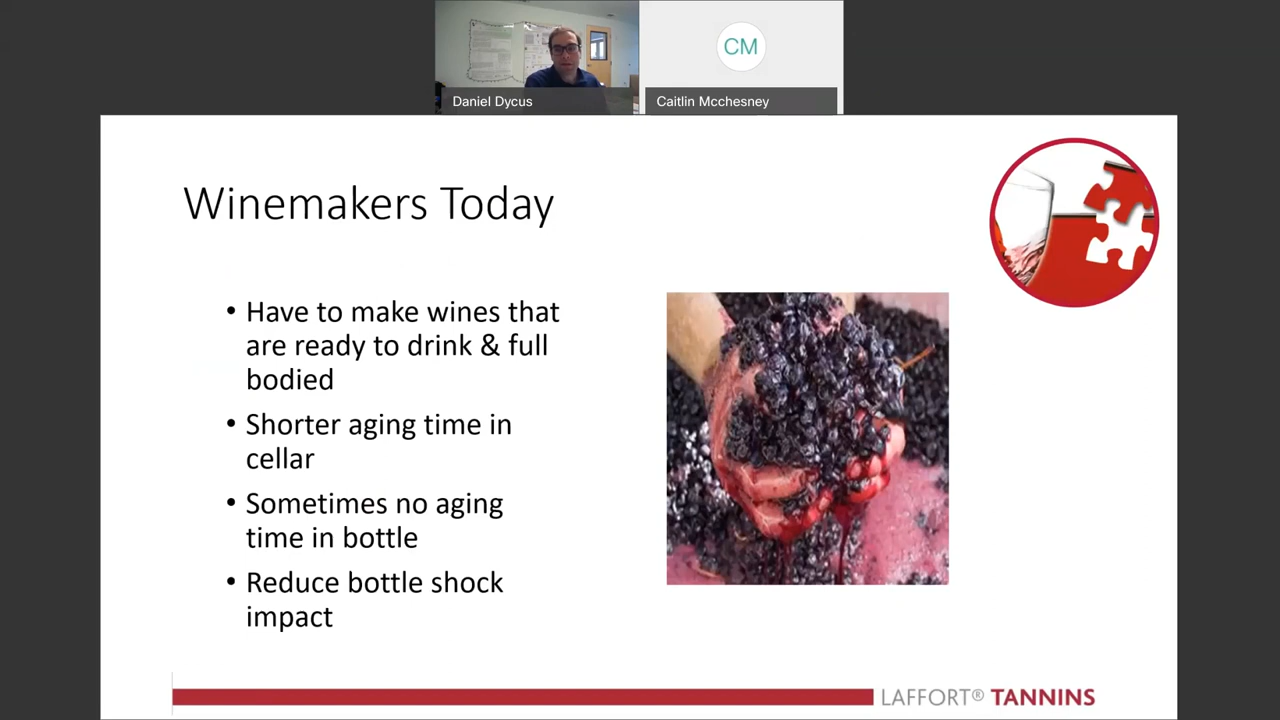 CM
Daniel Dycus
Caitlin Mcchesney
Winemakers Today
• Have to make wines that
are ready to drink & full
bodied
• Shorter aging time in
cellar
• Sometimes no aging
time in bottle
• Reduce bottle shock
impact
LAFFORT® TANNINS